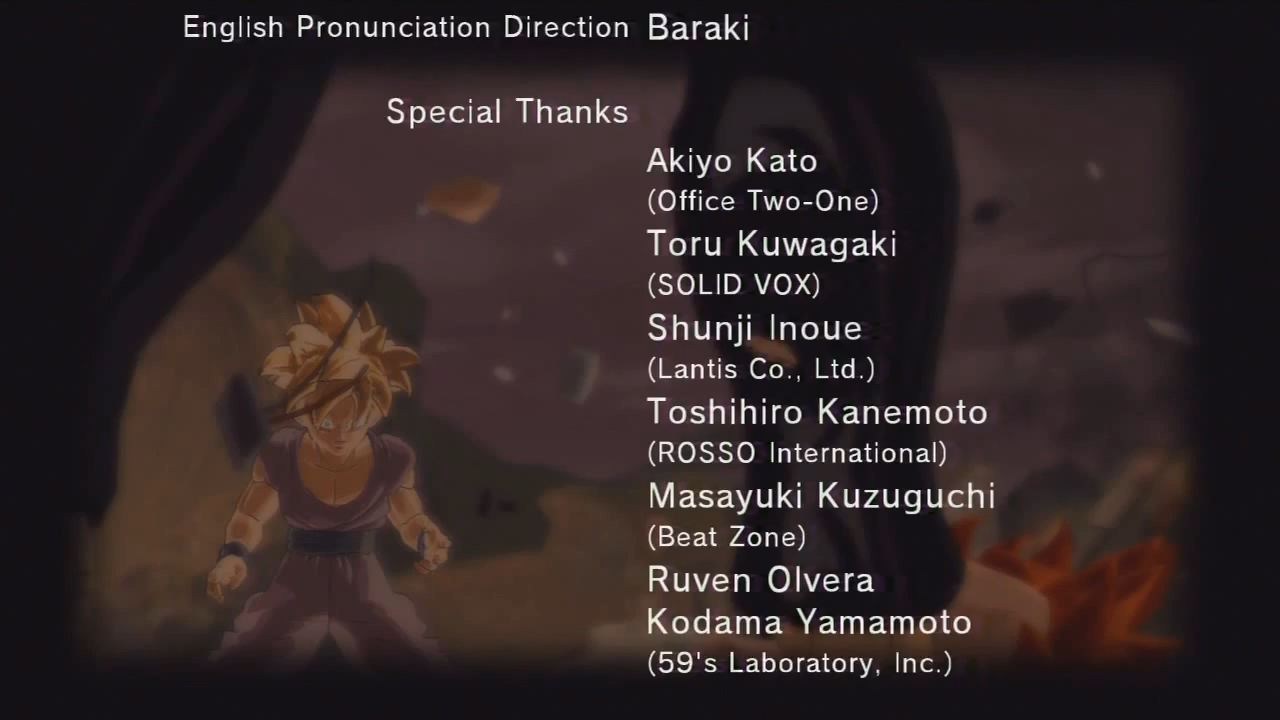 English Pronunciation Direction Baraki
Special Thanks
Akiyo Kato
(Office Two-One)
Toru Kuwagaki
(SOLID VOX)
Shunji Inoue
(Lantis Co., Ltd.)
Toshihiro Kanemoto
(ROSSO International)
Masayuki Kuzuguchi
(Beat Zone)
Ruven Olvera
Kodama Yamamoto
(59's Laboratory, Inc.)